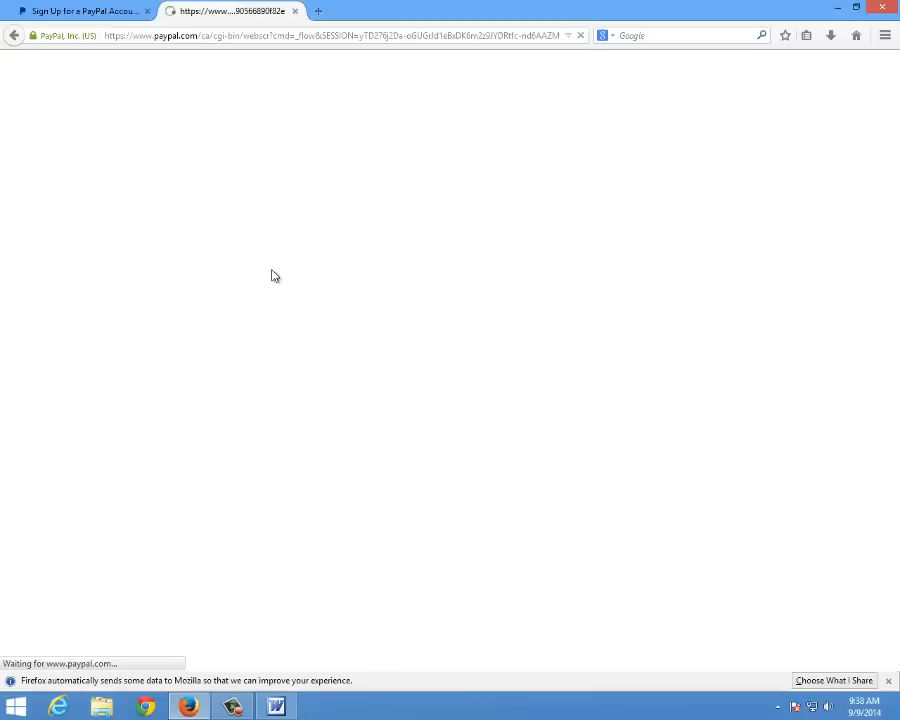 Sign Up for a PayPal Accou...
https://www....90566890f82e
PayPal, Inc. (US)
https://www.paypal.com/ca/cgi-bin/webscr?cmd=_flow&SESSION=yTD276j2Da-oGUGrJd1eBxDK6m2z9JYDRtfc-nd6AAZM
Google
Waiting for www.paypal.com...
Firefox automatically sends some data to Mozilla so that we can improve your experience.
Choose What I Share
9:38 AM
9/9/2014